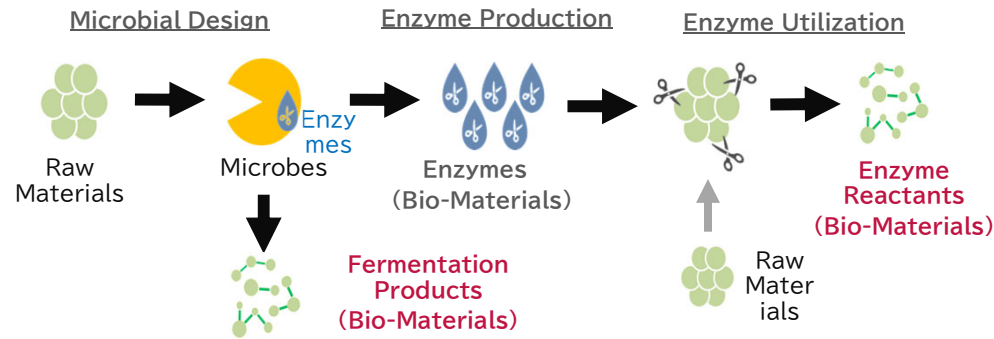 Microbial Design
Enzyme Production
Enzyme Utilization
Enzy
mes
Raw
Materials
Microbes
Enzymes
(Bio-Materials)
Enzyme
Reactants
(Bio-Materials)
Fermentation
Products
(Bio-Materials)
Raw
Mater
ials